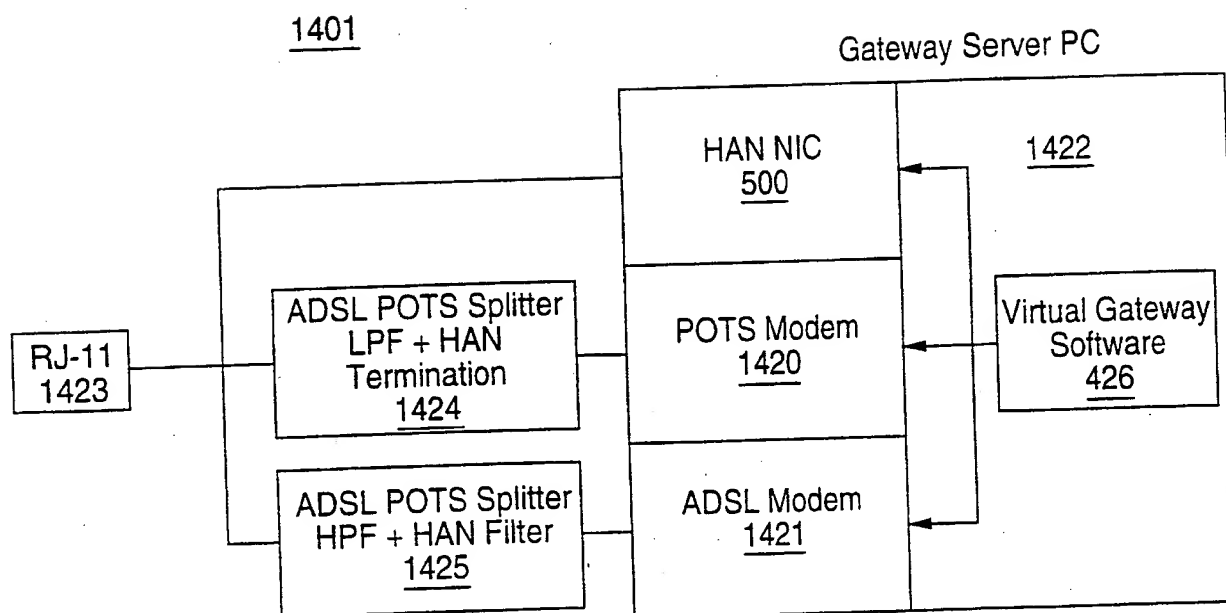 1401
Gateway Server PC
HAN NIC
500
1422
ADSL POTS Splitter
LPF + HAN
Termination
1424
POTS Modem
1420
Virtual Gateway
Software
426
RJ-11
1423
ADSL POTS Splitter
HPF + HAN Filter
1425
ADSL Modem
1421